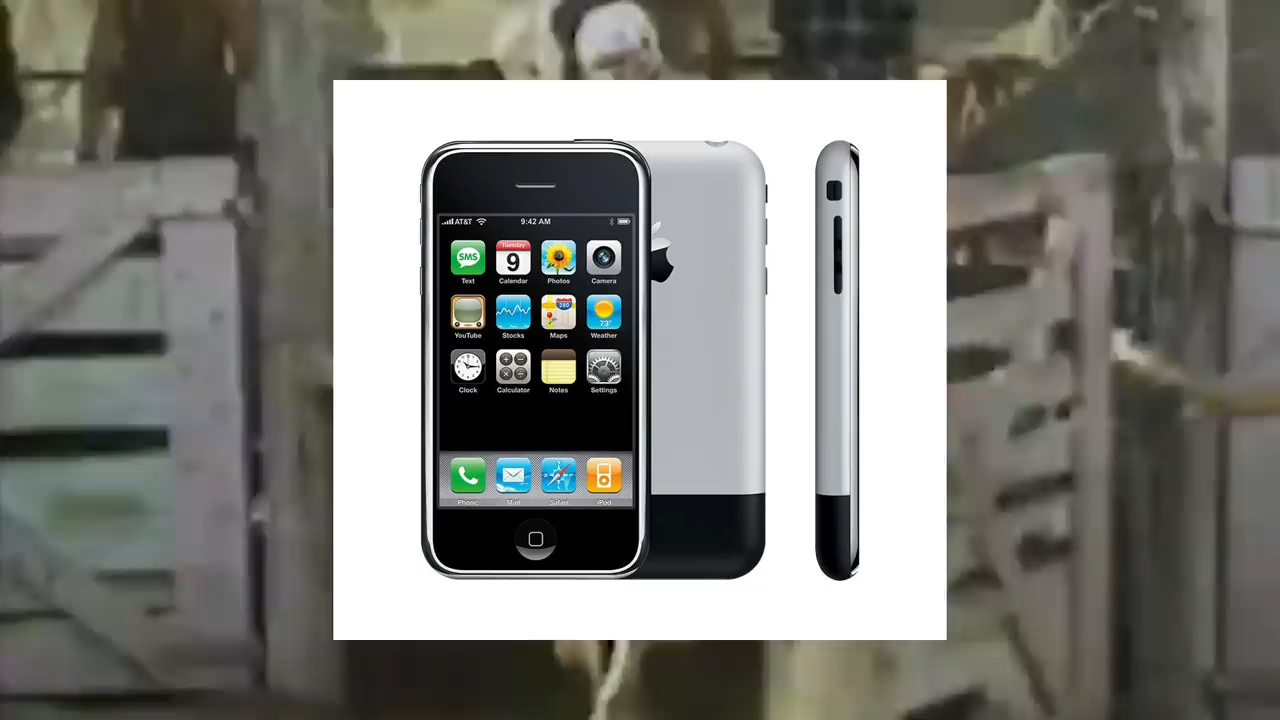 AT&T 9:42 AM
SMS Tuesday 9
Text Calendar Photos Camera
280 73°
YouTube Stocks Maps Weather
Clock Calculator Notes Settings
Phone Mail Safari iPod